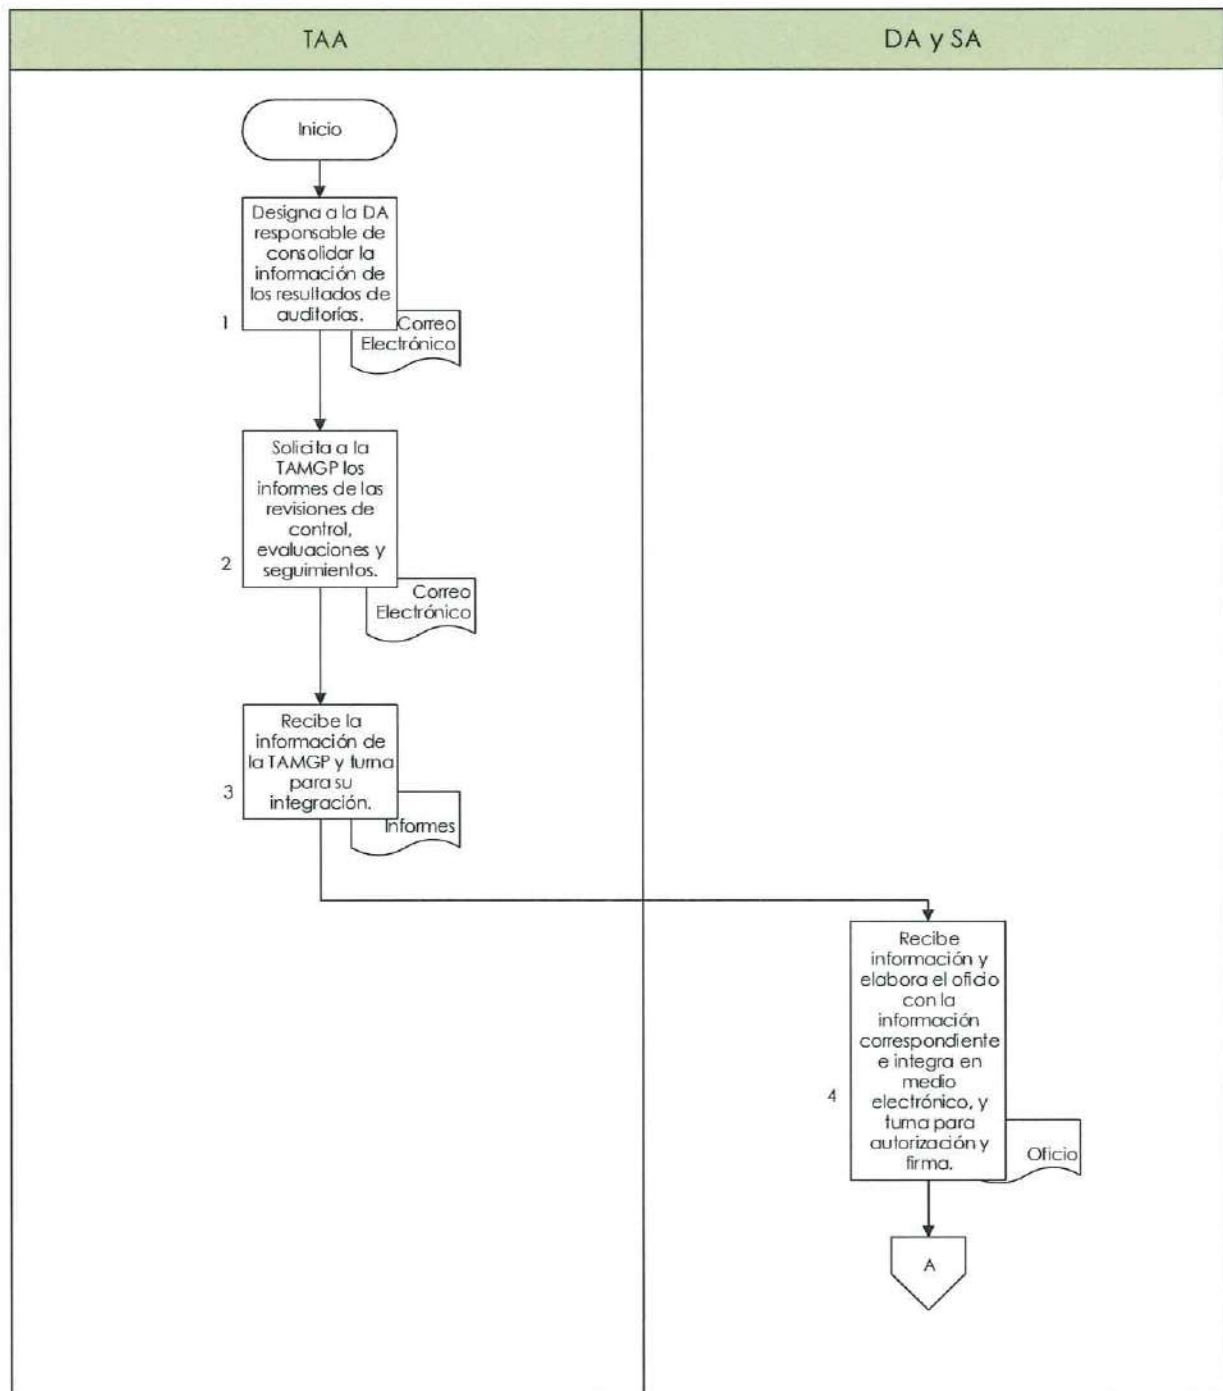 TAA
DA y SA
Inicio
Designa a la DA
responsable de
consolidar la
información de
los resultados de
auditorías.
1
Correo
Electrónico
Solicita a la
TAMGP los
informes de las
revisiones de
control,
evaluaciones y
seguimientos.
2
Correo
Electrónico
Recibe la
información de
la TAMGP y turna
para su
integración.
3
Informes
Recibe
información y
elabora el oficio
con la
información
correspondiente
e integra en
medio
electrónico, y
turna para
autorización y
firma.
4
Oficio
A